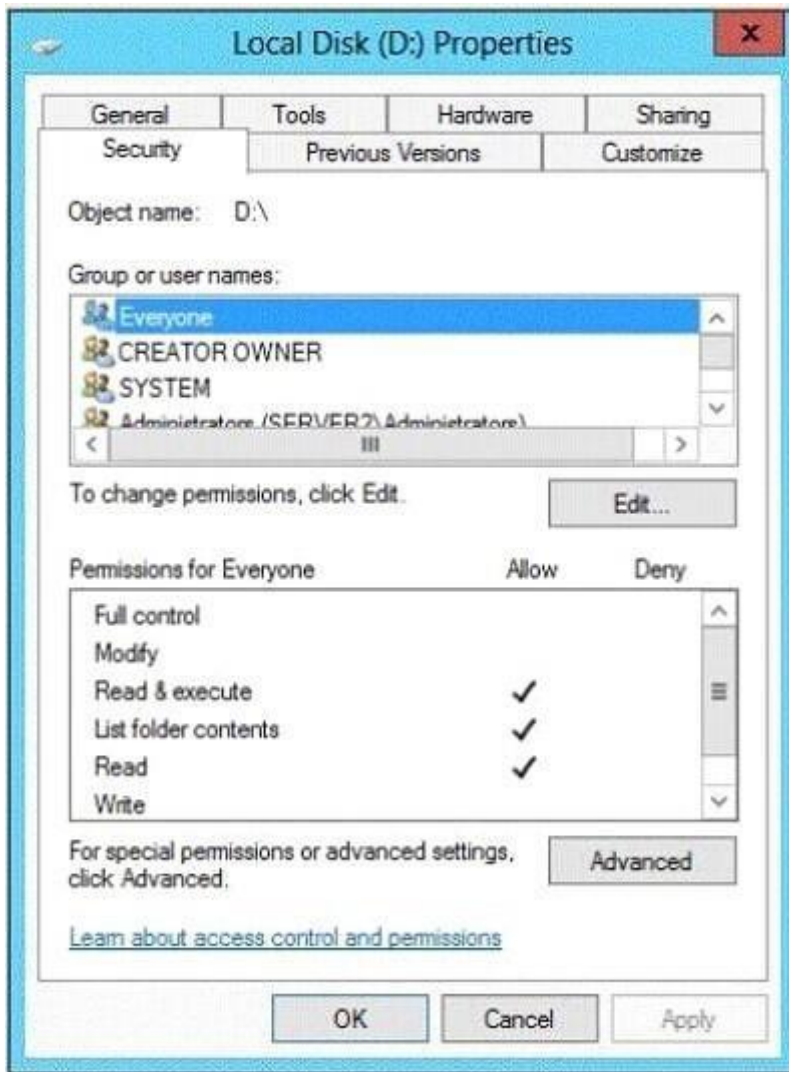 Local Disk (D:) Properties
x
General Tools Hardware Sharing
Security Previous Versions Customize
Object name: D:\
Group or user names:
Everyone
CREATOR OWNER
SYSTEM
Administrators (SERVER2\Administrators)
To change permissions, click Edit.
Edit...
Permissions for Everyone Allow Deny
Full control
Modify
Read & execute
List folder contents
Read
Write
For special permissions or advanced settings,
click Advanced.
Advanced
Learn about access control and permissions
OK Cancel Apply